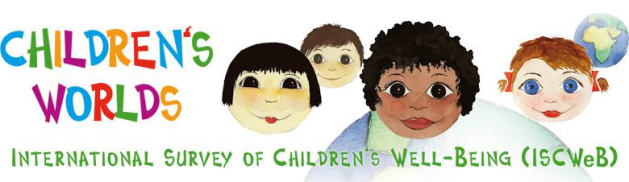 CHILDREN'S
WORLDS
INTERNATIONAL SURVEY OF CHILDREN'S WELL-BEING (ISCWeB)